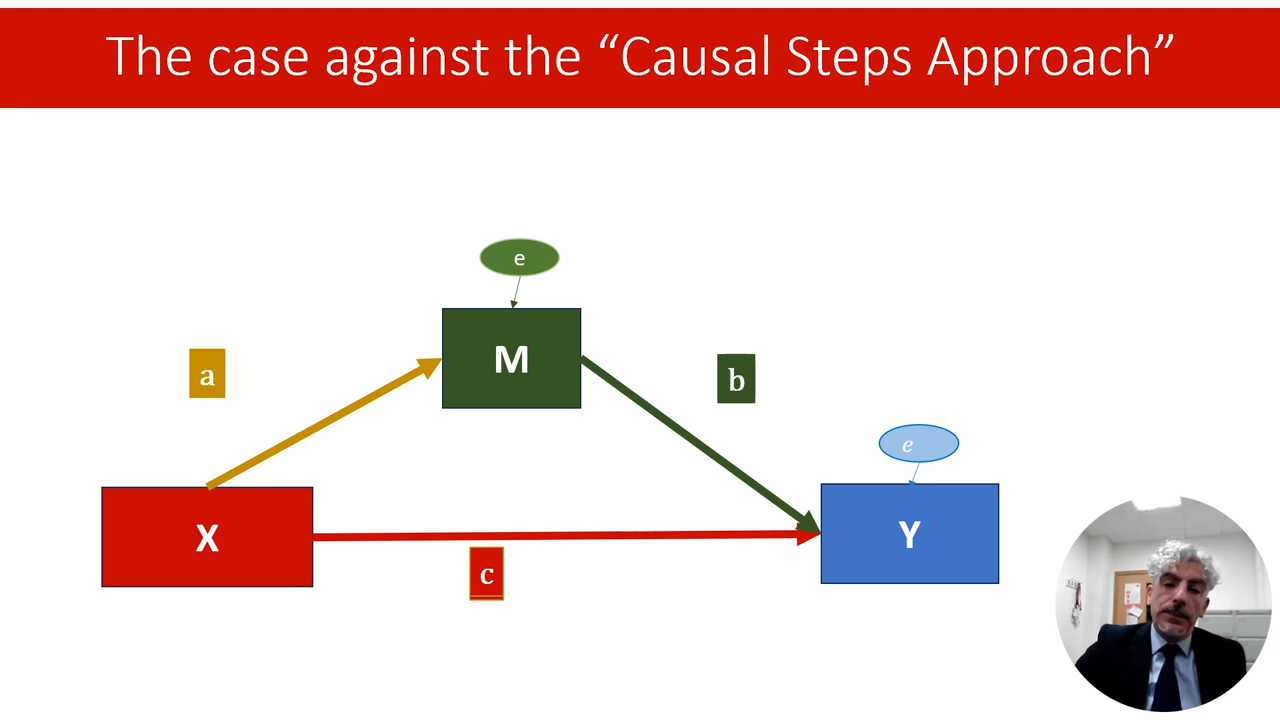 The case against the “Causal Steps Approach”
e
M
a
b
e
X
Y
c